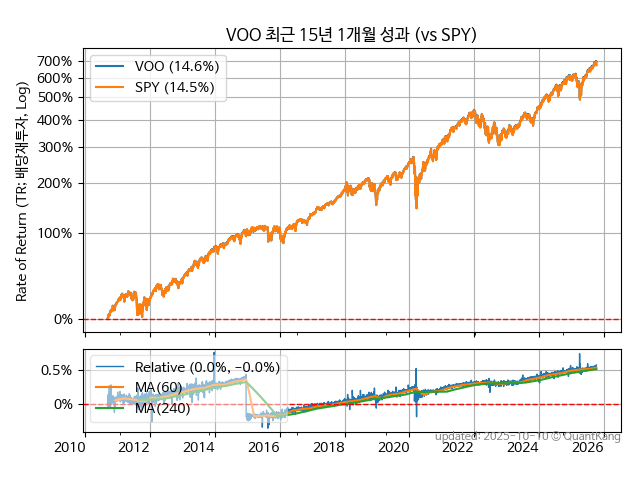 VOO 최근 15년 1개월 성과 (vs SPY)
Rate of Return (TR; 배당재투자, Log)
700%
600%
500%
400%
300%
200%
100%
0%
VOO (14.6%)
SPY (14.5%)
0.5%
0%
Relative (0.0%, −0.0%)
MA(60)
MA(240)
2010 2012 2014 2016 2018 2020 2022 2024 2026
updated: 2025-10-10 © QuantKang